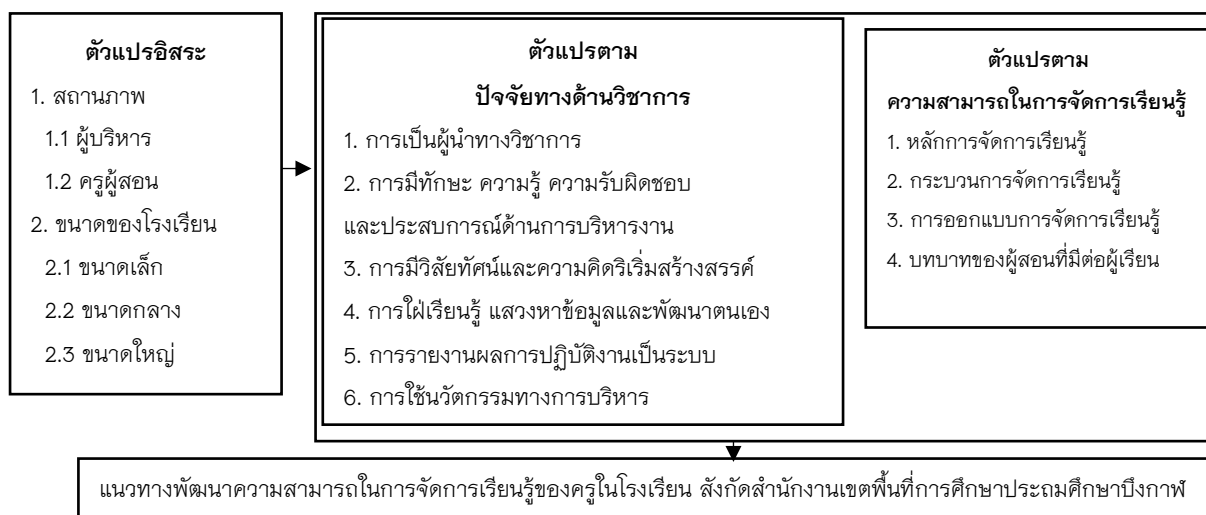 ตัวแปรอิสระ
1. สถานภาพ
1.1 ผู้บริหาร
1.2 ครูผู้สอน
2. ขนาดของโรงเรียน
2.1 ขนาดเล็ก
2.2 ขนาดกลาง
2.3 ขนาดใหญ่
ตัวแปรตาม
ปัจจัยทางด้านวิชาการ
1. การเป็นผู้นำทางวิชาการ
2. การมีทักษะ ความรู้ ความรับผิดชอบ
และประสบการณ์ด้านการบริหารงาน
3. การมีวิสัยทัศน์และความคิดริเริ่มสร้างสรรค์
4. การใฝ่เรียนรู้ แสวงหาข้อมูลและพัฒนาตนเอง
5. การรายงานผลการปฏิบัติงานเป็นระบบ
6. การใช้นวัตกรรมทางการบริหาร
ตัวแปรตาม
ความสามารถในการจัดการเรียนรู้
1. หลักการจัดการเรียนรู้
2. กระบวนการจัดการเรียนรู้
3. การออกแบบการจัดการเรียนรู้
4. บทบาทของผู้สอนที่มีต่อผู้เรียน
แนวทางพัฒนาความสามารถในการจัดการเรียนรู้ของครูในโรงเรียน สังกัดสำนักงานเขตพื้นที่การศึกษาประถมศึกษาบึงกาฬ